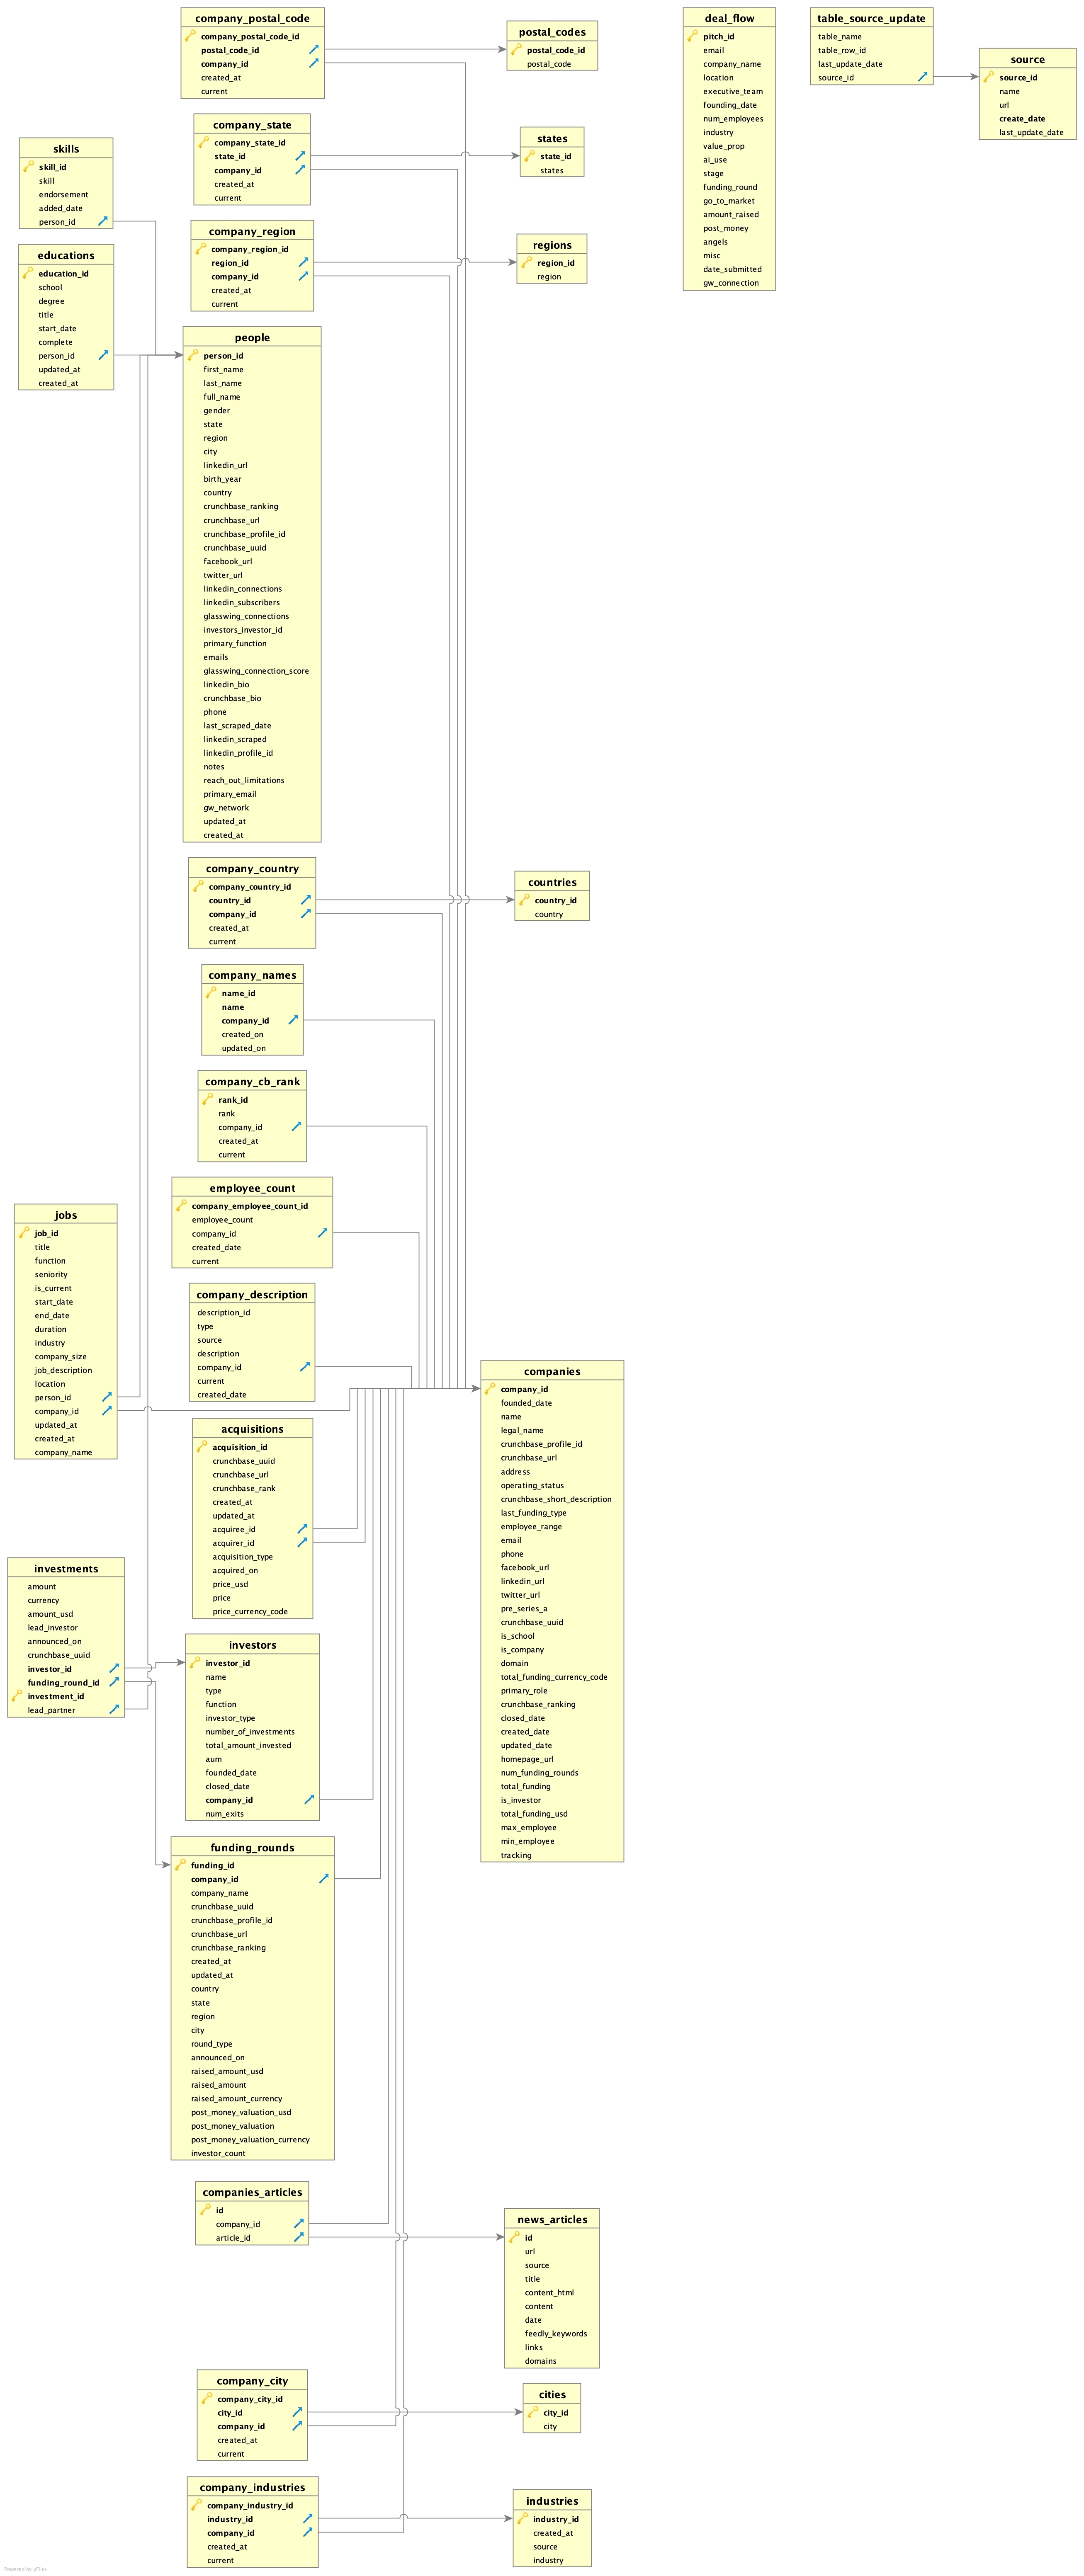 company_postal_code
company_postal_code_id
postal_code_id
company_id
created_at
current
postal_codes
postal_code_id
postal_code
deal_flow
pitch_id
email
company_name
location
executive_team
founding_date
num_employees
industry
value_prop
ai_use
stage
funding_round
go_to_market
amount_raised
post_money
angels
misc
date_submitted
gw_connection
table_source_update
table_name
table_row_id
last_update_date
source_id
source
source_id
name
url
create_date
last_update_date
company_state
company_state_id
state_id
company_id
created_at
current
states
state_id
states
skills
skill_id
skill
endorsement
added_date
person_id
company_region
company_region_id
region_id
company_id
created_at
current
regions
region_id
region
educations
education_id
school
degree
title
start_date
complete
person_id
updated_at
created_at
people
person_id
first_name
last_name
full_name
gender
state
region
city
linkedin_url
birth_year
country
crunchbase_ranking
crunchbase_url
crunchbase_profile_id
crunchbase_uuid
facebook_url
twitter_url
linkedin_connections
linkedin_subscribers
glasswing_connections
investors_investor_id
primary_function
emails
glasswing_connection_score
linkedin_bio
crunchbase_bio
phone
last_scraped_date
linkedin_scraped
linkedin_profile_id
notes
reach_out_limitations
primary_email
gw_network
updated_at
created_at
company_country
company_country_id
country_id
company_id
created_at
current
countries
country_id
country
company_names
name_id
name
company_id
created_on
updated_on
company_cb_rank
rank_id
rank
company_id
created_at
current
employee_count
company_employee_count_id
employee_count
company_id
created_date
current
jobs
job_id
title
function
seniority
is_current
start_date
end_date
duration
industry
company_size
job_description
location
person_id
company_id
updated_at
created_at
company_name
company_description
description_id
type
source
description
company_id
current
created_date
companies
company_id
founded_date
name
legal_name
crunchbase_profile_id
crunchbase_url
address
operating_status
crunchbase_short_description
last_funding_type
employee_range
email
phone
facebook_url
linkedin_url
twitter_url
pre_series_a
crunchbase_uuid
is_school
is_company
domain
total_funding_currency_code
primary_role
crunchbase_ranking
closed_date
created_date
updated_date
homepage_url
num_funding_rounds
total_funding
is_investor
total_funding_usd
max_employee
min_employee
tracking
acquisitions
acquisition_id
crunchbase_uuid
crunchbase_url
crunchbase_rank
created_at
updated_at
acquiree_id
acquirer_id
acquisition_type
acquired_on
price_usd
price
price_currency_code
investments
amount
currency
amount_usd
lead_investor
announced_on
crunchbase_uuid
investor_id
funding_round_id
investment_id
lead_partner
investors
investor_id
name
type
function
investor_type
number_of_investments
total_amount_invested
aum
founded_date
closed_date
company_id
num_exits
funding_rounds
funding_id
company_id
company_name
crunchbase_uuid
crunchbase_profile_id
crunchbase_url
crunchbase_ranking
created_at
updated_at
country
state
region
city
round_type
announced_on
raised_amount_usd
raised_amount
raised_amount_currency
post_money_valuation_usd
post_money_valuation
post_money_valuation_currency
investor_count
companies_articles
id
company_id
article_id
news_articles
id
url
source
title
content_html
content
date
feedly_keywords
links
domains
company_city
company_city_id
city_id
company_id
created_at
current
cities
city_id
city
company_industries
company_industry_id
industry_id
company_id
created_at
current
industries
industry_id
created_at
source
industry
Powered by yFiles